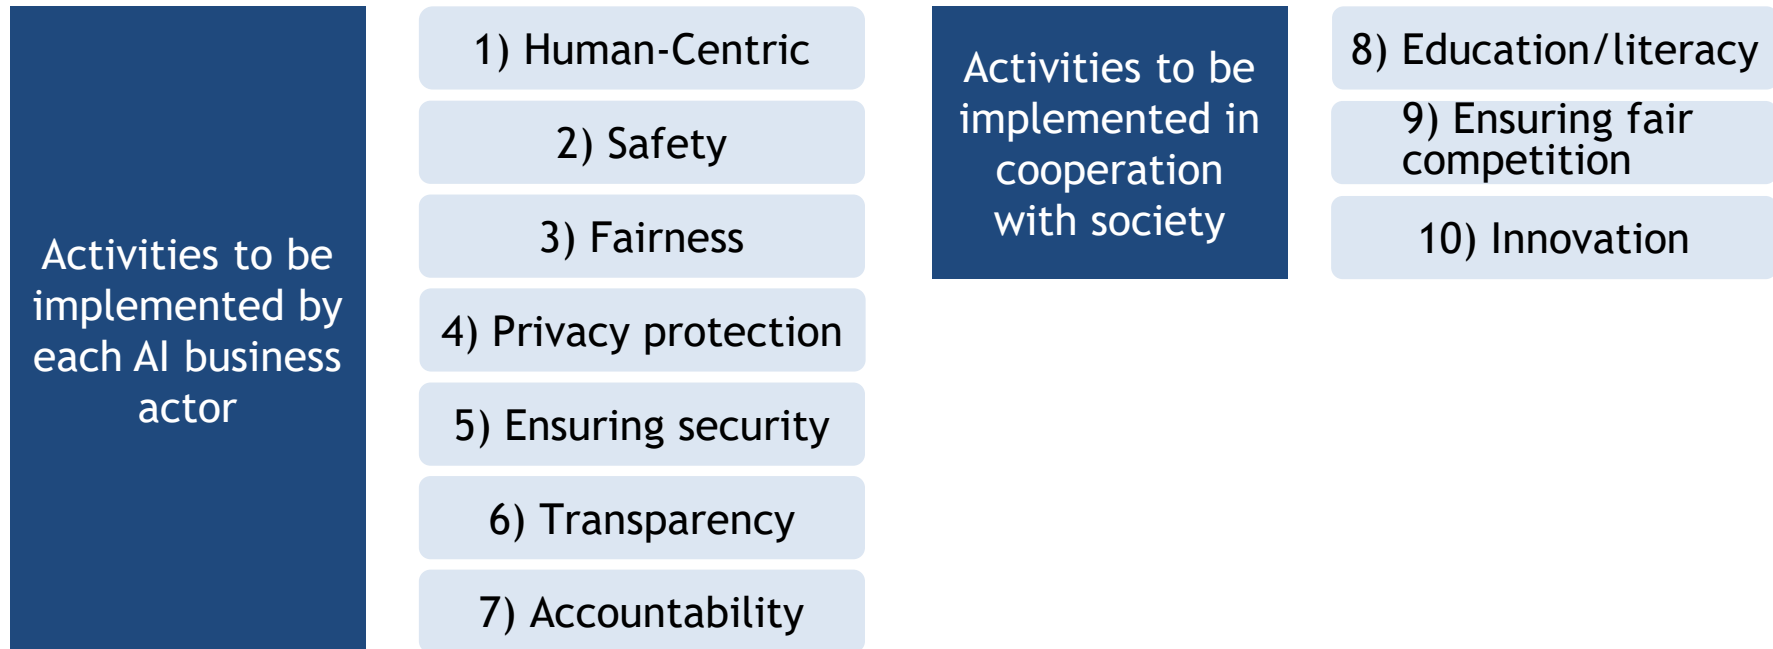 Activities to be
implemented by
each AI business
actor
1) Human-Centric
2) Safety
3) Fairness
4) Privacy protection
5) Ensuring security
6) Transparency
7) Accountability
Activities to be
implemented in
cooperation
with society
8) Education/literacy
9) Ensuring fair
competition
10) Innovation